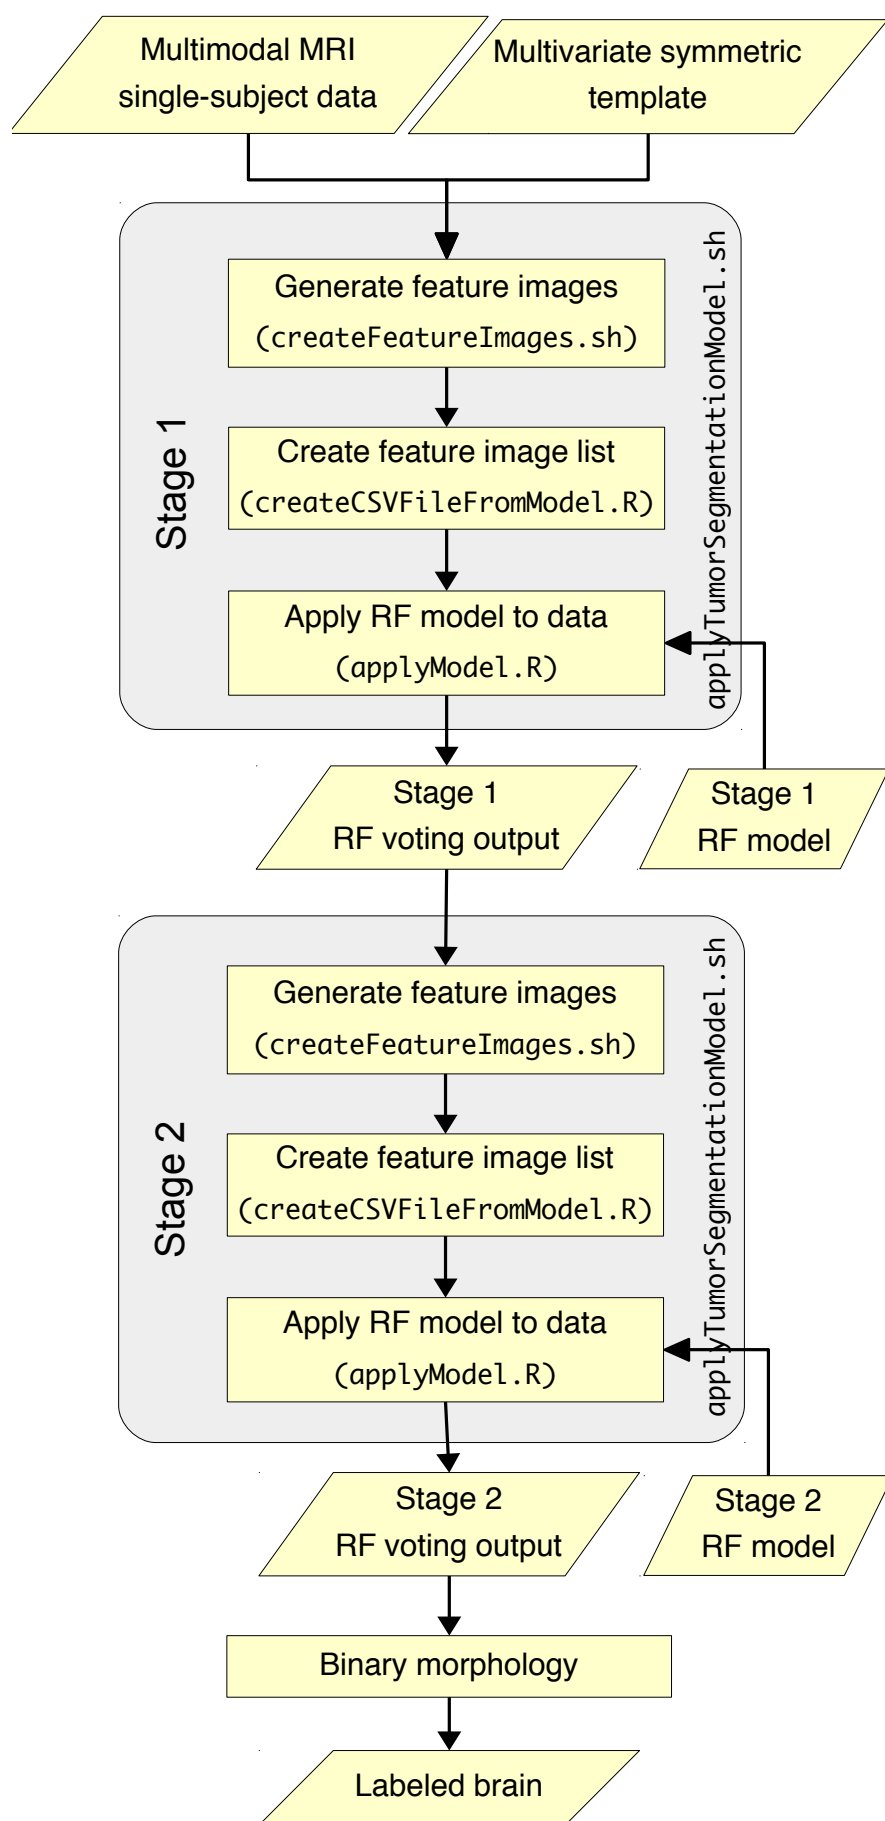 Multimodal MRI
single-subject data
Multivariate symmetric
template
Stage 1
applyTumorSegmentationModel.sh
Generate feature images
(createFeatureImages.sh)
Create feature image list
(createCSVFileFromModel.R)
Apply RF model to data
(applyModel.R)
Stage 1
RF voting output
Stage 1
RF model
Stage 2
applyTumorSegmentationModel.sh
Generate feature images
(createFeatureImages.sh)
Create feature image list
(createCSVFileFromModel.R)
Apply RF model to data
(applyModel.R)
Stage 2
RF voting output
Stage 2
RF model
Binary morphology
Labeled brain